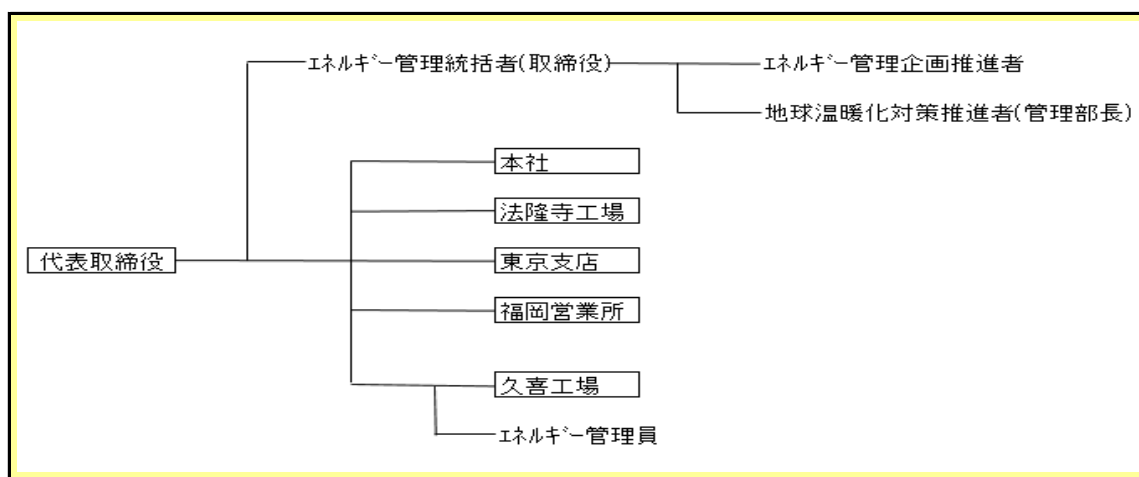 ｴﾈﾙｷﾞｰ管理統括者(取締役)
ｴﾈﾙｷﾞｰ管理企画推進者
地球温暖化対策推進者(管理部長)
本社
法隆寺工場
代表取締役
東京支店
福岡営業所
久喜工場
ｴﾈﾙｷﾞｰ管理員